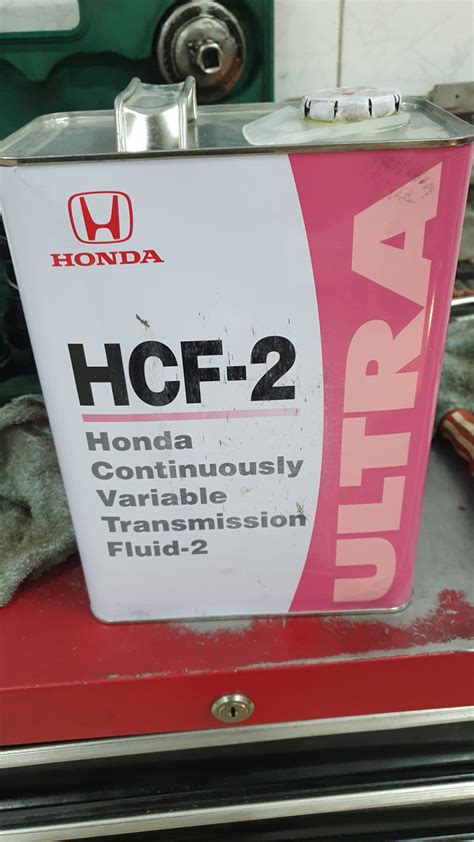 HONDA
HCF-2
Honda
Continuously
Variable
Transmission
Fluid-2
ULTRA